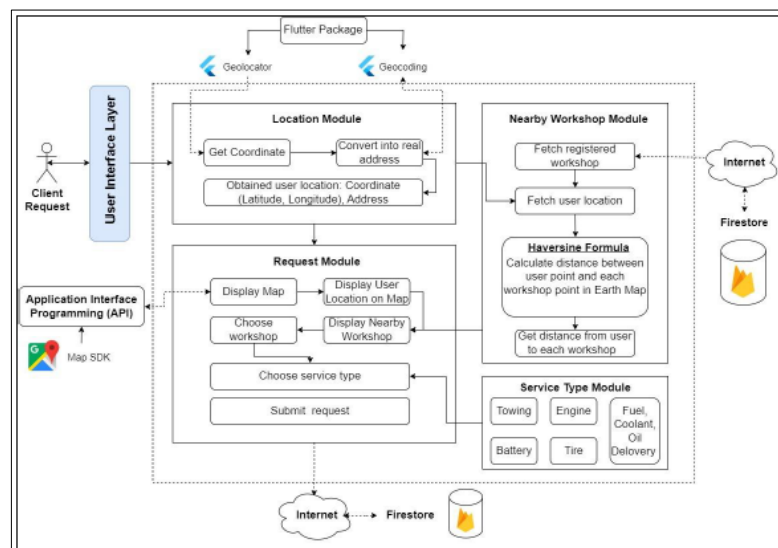 Flutter Package
Geolocator
Geocoding
User Interface Layer
Client
Request
Location Module
Get Coordinate
Convert into real
address
Obtained user location: Coordinate
(Latitude, Longitude), Address
Nearby Workshop Module
Fetch registered
workshop
Fetch user location
Haversine Formula
Calculate distance between
user point and each
workshop point in Earth Map
Get distance from user
to each workshop
Internet
Firestore
Request Module
Display Map
Display User
Location on Map
Choose
workshop
Display Nearby
Workshop
Choose service type
Submit request
Application Interface
Programming (API)
Map SDK
Service Type Module
Towing
Engine
Fuel,
Coolant,
Oil
Delovery
Battery
Tire
Internet
Firestore